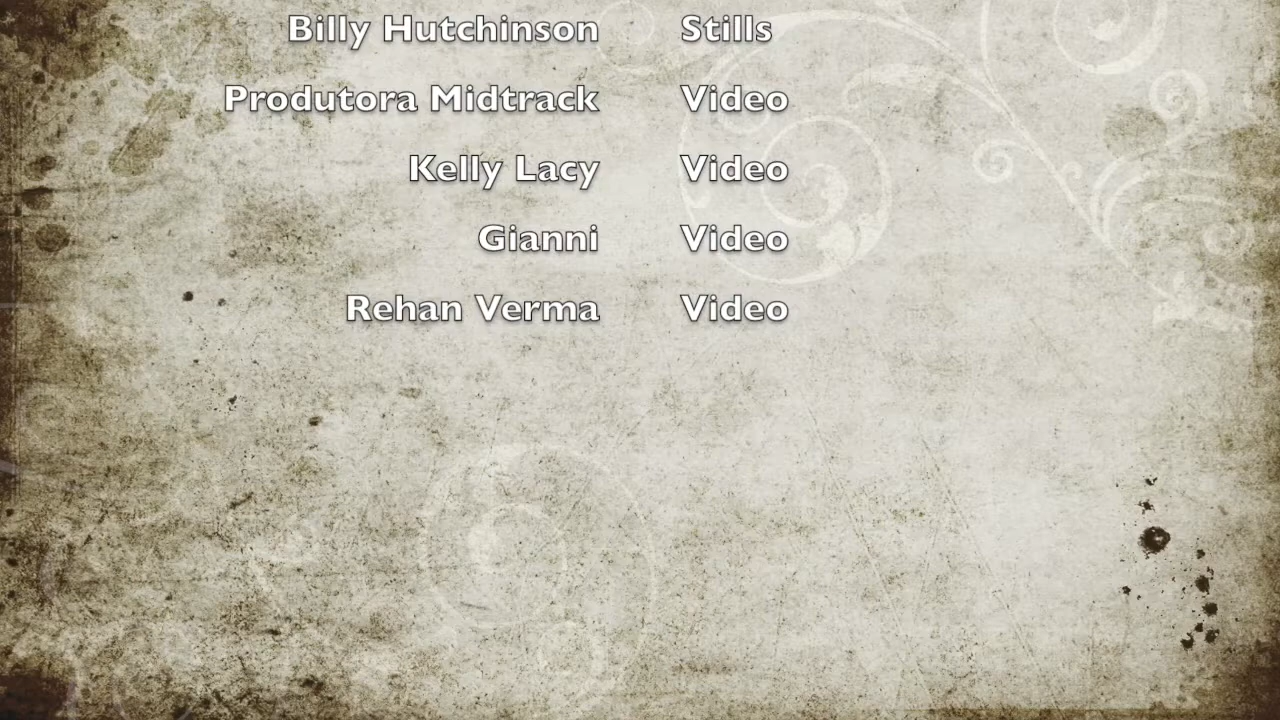 Billy Hutchinson Stills
Produtora Midtrack Video
Kelly Lacy Video
Gianni Video
Rehan Verma Video